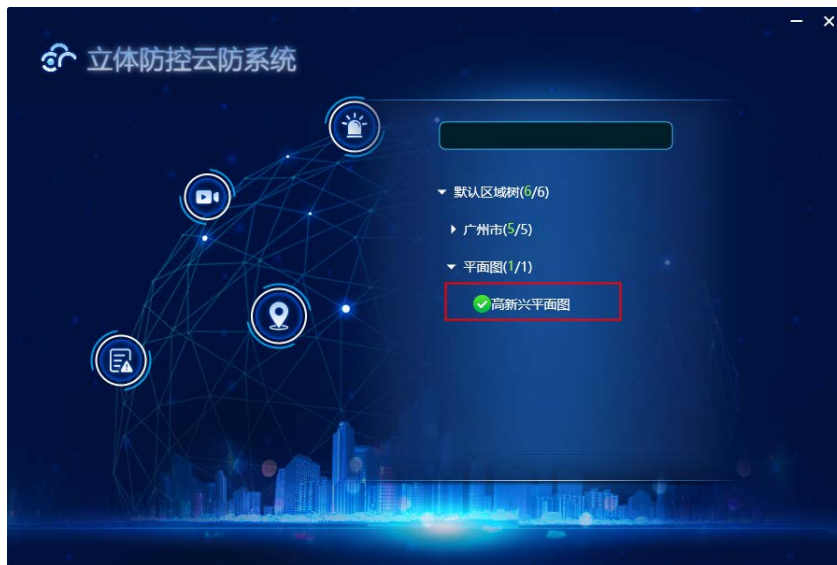 立体防控云防系统
默认区域树(6/6)
广州市(5/5)
平面图(1/1)
高新兴平面图